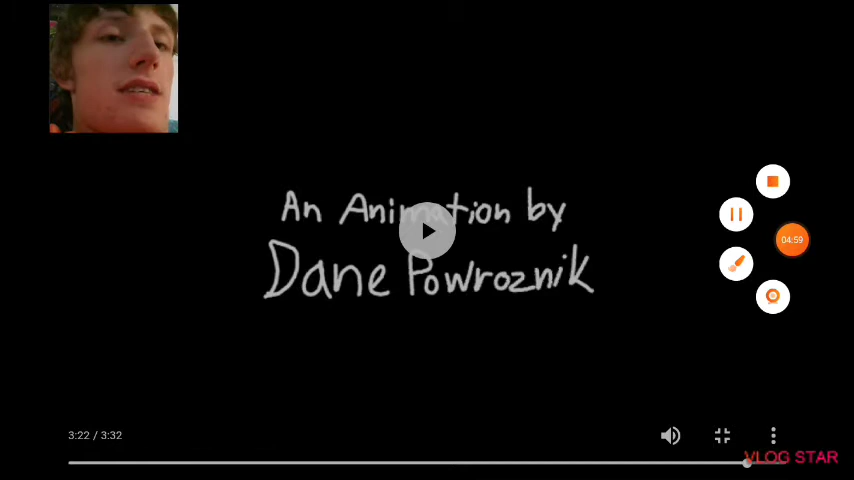 An Animation by
Dane Powroznik
04:59
3:22 / 3:32
VLOG STAR